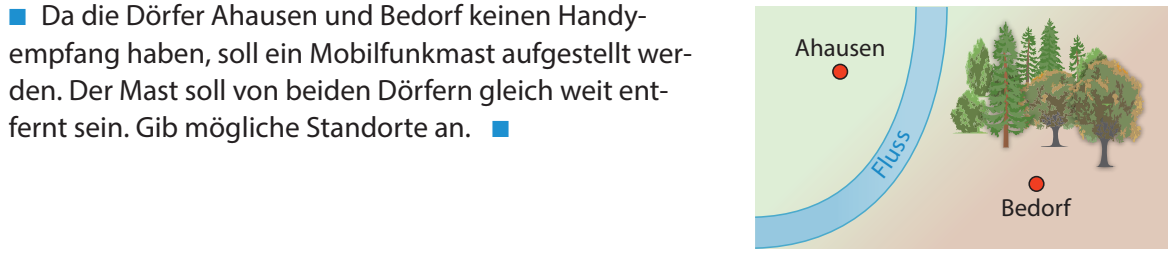 ■ Da die Dörfer Ahausen und Bedorf keinen Handy-
empfang haben, soll ein Mobilfunkmast aufgestellt wer-
den. Der Mast soll von beiden Dörfern gleich weit ent-
fernt sein. Gib mögliche Standorte an. ■
Ahausen
Fluss
Bedorf